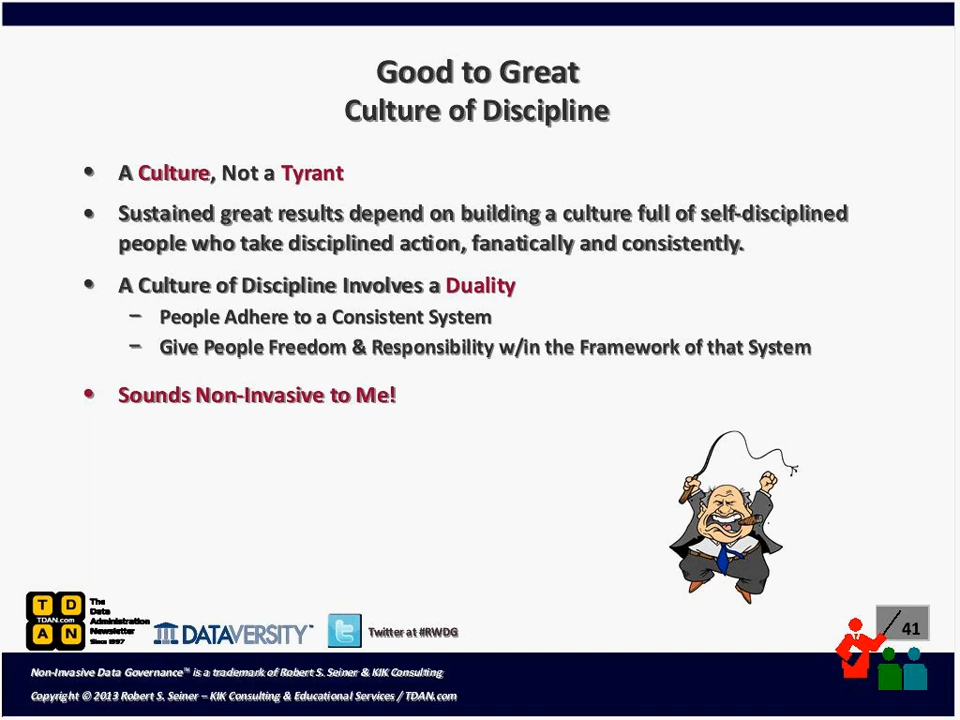 Good to Great
Culture of Discipline
• A Culture, Not a Tyrant
• Sustained great results depend on building a culture full of self-disciplined
people who take disciplined action, fanatically and consistently.
• A Culture of Discipline Involves a Duality
– People Adhere to a Consistent System
– Give People Freedom & Responsibility w/in the Framework of that System
• Sounds Non-Invasive to Me!
T D
TDAN.com
A N
The
Data
Administration
Newsletter
Since 1997
DATAVERSITY™
t
Twitter at #RWDG
41
Non-Invasive Data Governance™ is a trademark of Robert S. Seiner & KIK Consulting
Copyright © 2013 Robert S. Seiner – KIK Consulting & Educational Services / TDAN.com